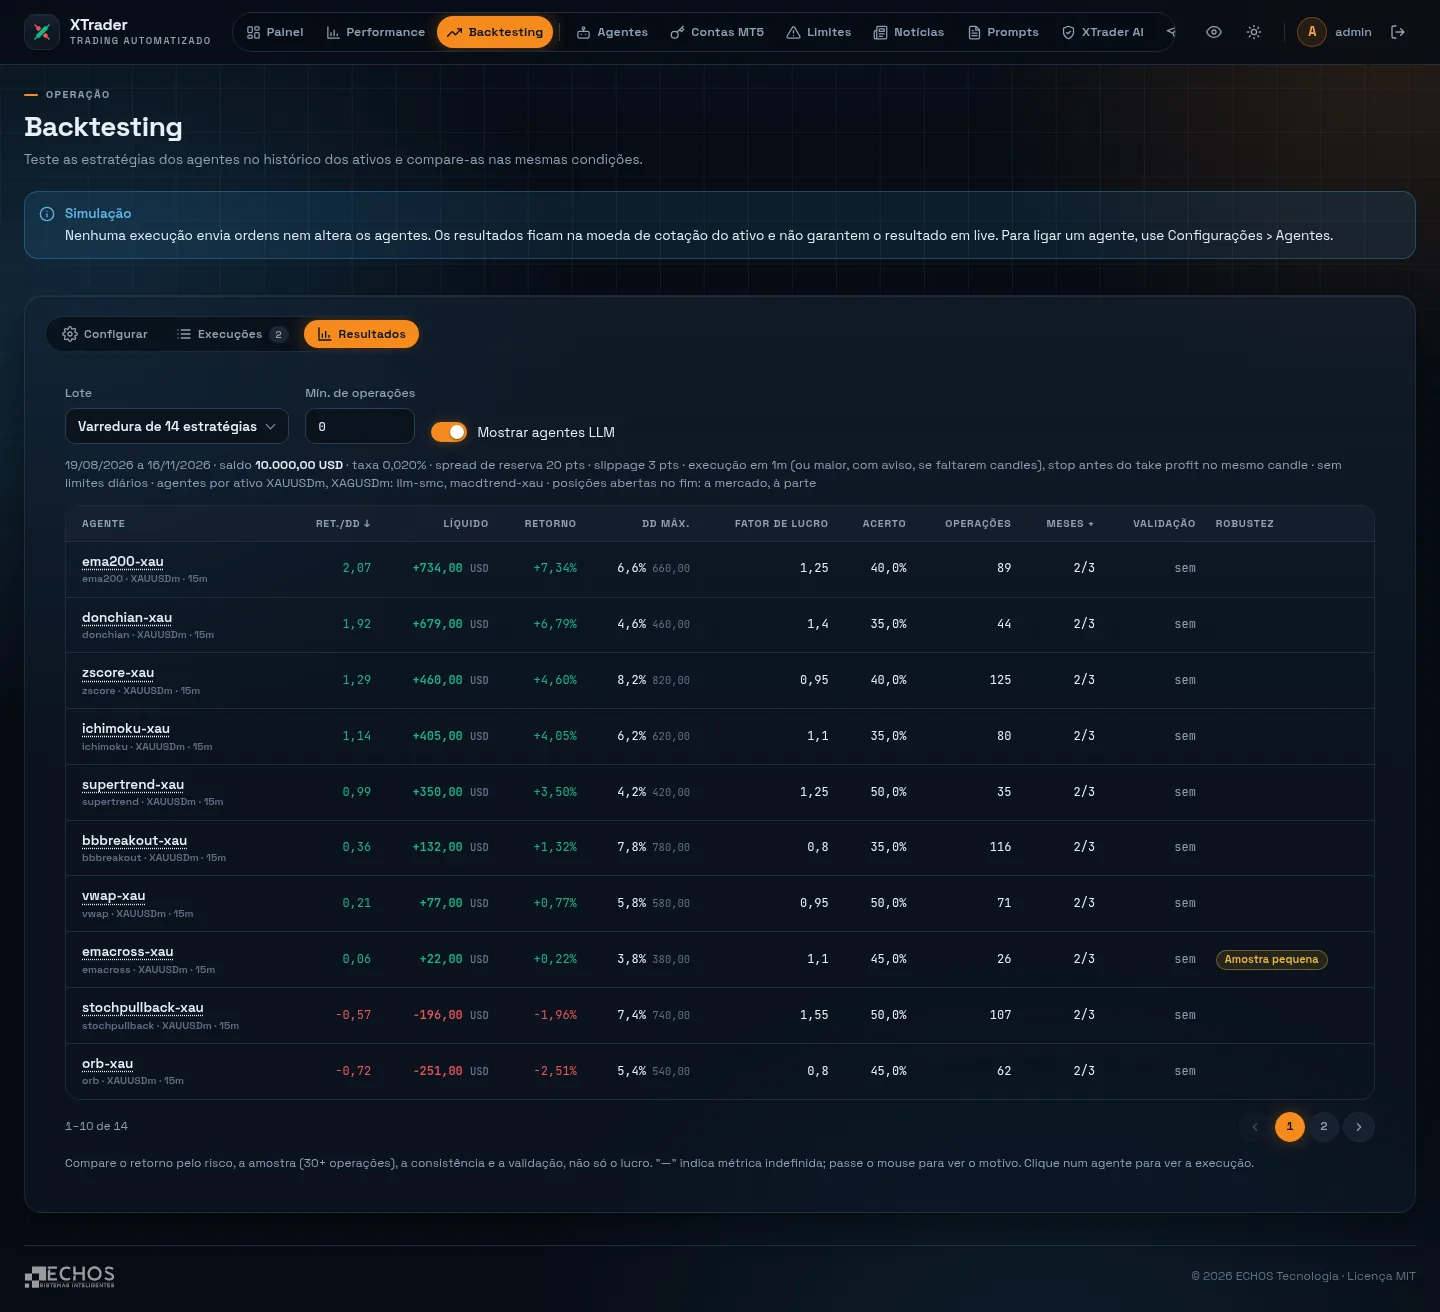 XTrader
TRADING AUTOMATIZADO
Painel
Performance
Backtesting
Agentes
Contas MT5
Limites
Notícias
Prompts
XTrader AI
A
admin
OPERAÇÃO
Backtesting
Teste as estratégias dos agentes no histórico dos ativos e compare-as nas mesmas condições.
Simulação
Nenhuma execução envia ordens nem altera os agentes. Os resultados ficam na moeda de cotação do ativo e não garantem o resultado em live. Para ligar um agente, use Configurações > Agentes.
Configurar
Execuções 2
Resultados
Lote
Mín. de operações
Varredura de 14 estratégias
0
Mostrar agentes LLM
19/08/2026 a 16/11/2026 · saldo 10.000,00 USD · taxa 0,020% · spread de reserva 20 pts · slippage 3 pts · execução em 1m (ou maior, com aviso, se faltarem candles), stop antes do take profit no mesmo candle · sem
limites diários · agentes por ativo XAUUSDm, XAGUSDm: llm-smc, macdtrend-xau · posições abertas no fim: a mercado, à parte
AGENTE RET./DD ↓ LÍQUIDO RETORNO DD MÁX. FATOR DE LUCRO ACERTO OPERAÇÕES MESES + VALIDAÇÃO ROBUSTEZ
ema200-xau 2,07 +734,00 USD +7,34% 6,6% 660,00 1,25 40,0% 89 2/3 sem
ema200 · XAUUSDm · 15m
donchian-xau 1,92 +679,00 USD +6,79% 4,6% 460,00 1,4 35,0% 44 2/3 sem
donchian · XAUUSDm · 15m
zscore-xau 1,29 +460,00 USD +4,60% 8,2% 820,00 0,95 40,0% 125 2/3 sem
zscore · XAUUSDm · 15m
ichimoku-xau 1,14 +405,00 USD +4,05% 6,2% 620,00 1,1 35,0% 80 2/3 sem
ichimoku · XAUUSDm · 15m
supertrend-xau 0,99 +350,00 USD +3,50% 4,2% 420,00 1,25 50,0% 35 2/3 sem
supertrend · XAUUSDm · 15m
bbbreakout-xau 0,36 +132,00 USD +1,32% 7,8% 780,00 0,8 35,0% 116 2/3 sem
bbbreakout · XAUUSDm · 15m
vwap-xau 0,21 +77,00 USD +0,77% 5,8% 580,00 0,95 50,0% 71 2/3 sem
vwap · XAUUSDm · 15m
emacross-xau 0,06 +22,00 USD +0,22% 3,8% 380,00 1,1 45,0% 26 2/3 sem Amostra pequena
emacross · XAUUSDm · 15m
stochpullback-xau -0,57 -196,00 USD -1,96% 7,4% 740,00 1,55 50,0% 107 2/3 sem
stochpullback · XAUUSDm · 15m
orb-xau -0,72 -251,00 USD -2,51% 5,4% 540,00 0,8 45,0% 62 2/3 sem
orb · XAUUSDm · 15m
1–10 de 14
1 2
Compare o retorno pelo risco, a amostra (30+ operações), a consistência e a validação, não só o lucro. "—" indica métrica indefinida; passe o mouse para ver o motivo. Clique num agente para ver a execução.
ECHOS
SISTEMAS INTELIGENTES
© 2026 ECHOS Tecnologia · Licença MIT